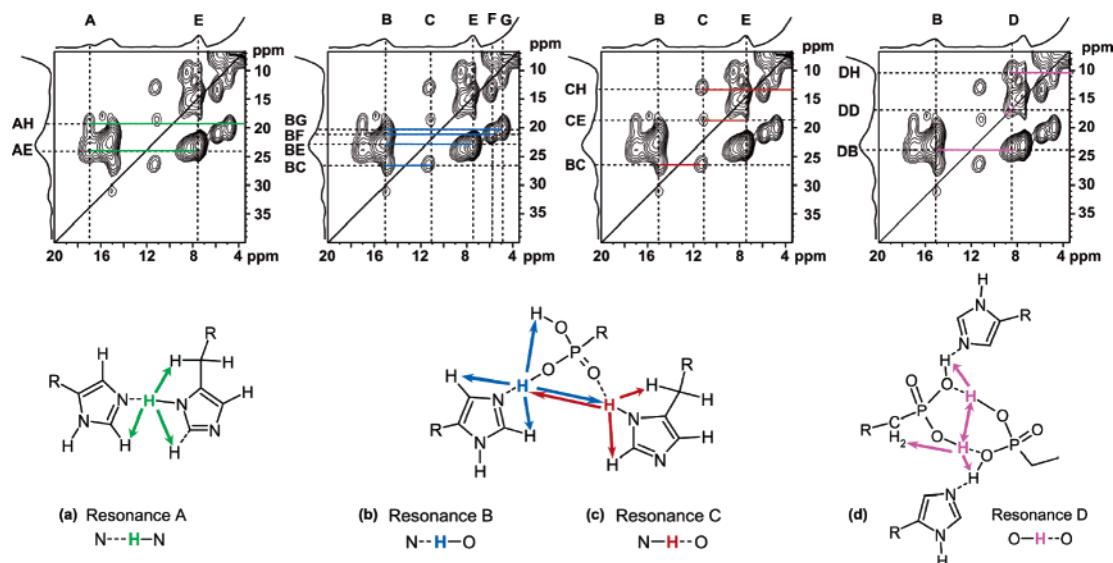 A E
ppm
10
15
20
25
30
35
AH
AE
20 16 12 8 4 ppm
B C E F G
ppm
10
15
20
25
30
35
BG
BF
BE
BC
20 16 12 8 4 ppm
B C E
ppm
10
15
20
25
30
35
CH
CE
BC
20 16 12 8 4 ppm
B D
ppm
10
15
20
25
30
35
DH
DD
DB
20 16 12 8 4 ppm
R
H
H H
R
N H N
H
N N
H H H
H O
R
P
O O
H H H
H
N N
R H
N H N
H
H
N
R
N
H
O H
P H O
O
R C O H P
H2 O
H
N
R
N
H
(a) Resonance A
N---H—N
(b) Resonance B
N--H—O
(c) Resonance C
N—H--O
(d) Resonance D
O—H--O